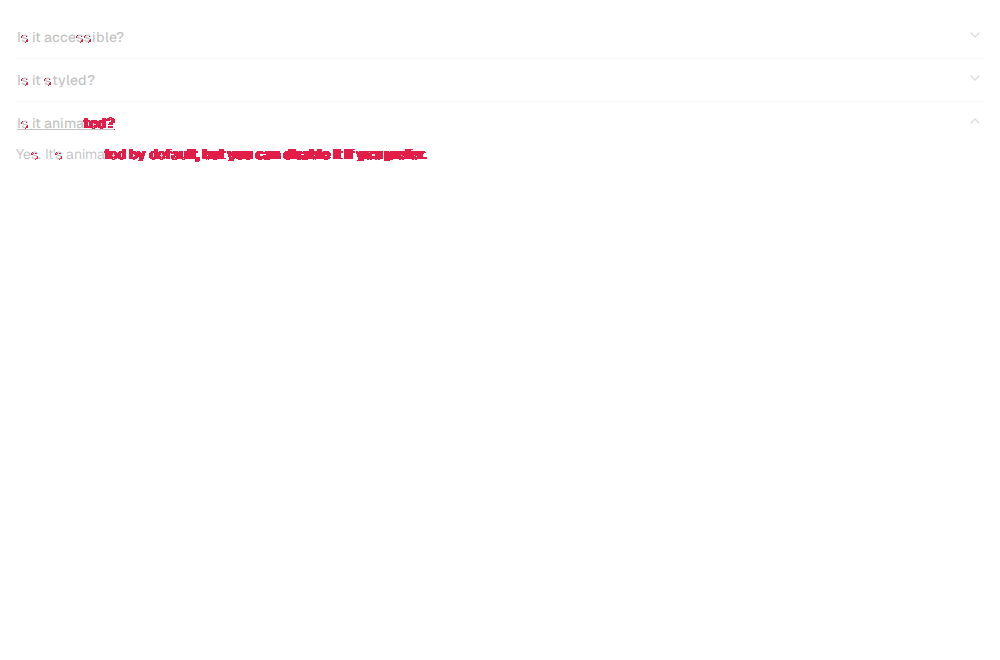 Is it accessible?
Is it styled?
Is it animated?
Yes. It's animated by default, but you can disable it if you prefer.